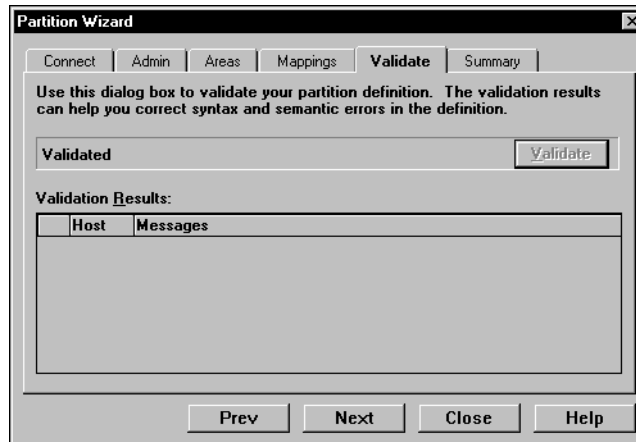 Partition Wizard
Connect Admin Areas Mappings Validate Summary
Use this dialog box to validate your partition definition. The validation results
can help you correct syntax and semantic errors in the definition.
Validated Validate
Validation Results:
Host Messages
Prev Next Close Help